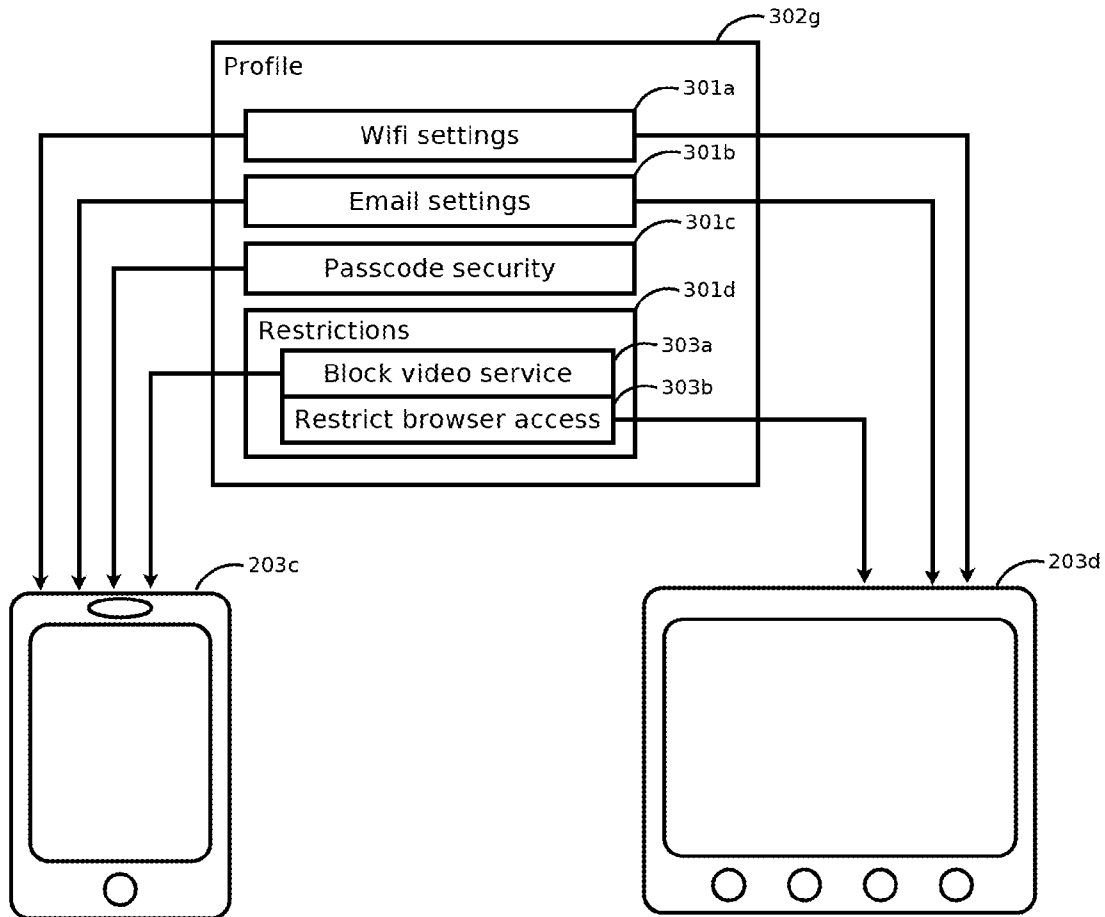 302g
Profile
301a
Wifi settings
301b
Email settings
301c
Passcode security
301d
Restrictions
303a
Block video service
303b
Restrict browser access
203c
203d